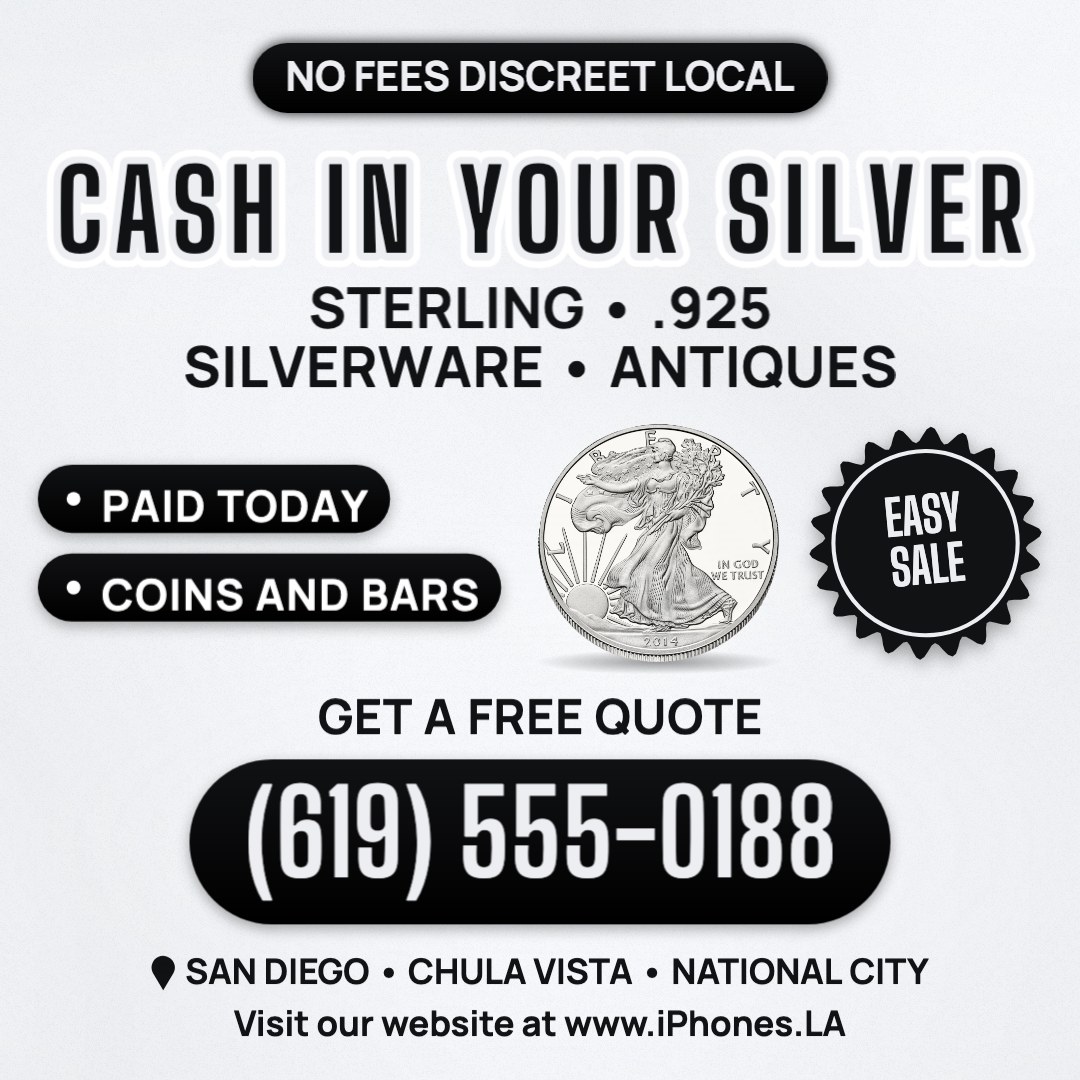 NO FEES DISCREET LOCAL
CASH IN YOUR SILVER
STERLING • .925
SILVERWARE • ANTIQUES
• PAID TODAY
• COINS AND BARS
LIBERTY
IN GOD
WE TRUST
2014
EASY
SALE
GET A FREE QUOTE
(619) 555-0188
SAN DIEGO • CHULA VISTA • NATIONAL CITY
Visit our website at www.iPhones.LA